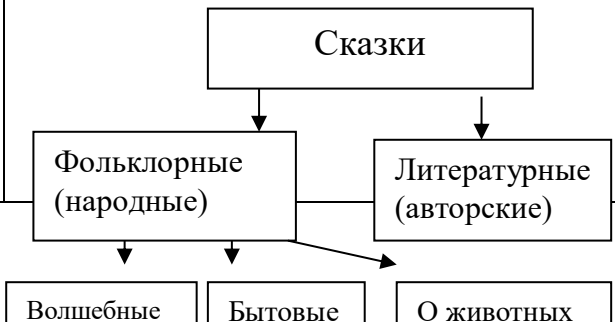 Сказки
Фольклорные
(народные)
Литературные
(авторские)
Волшебные
Бытовые
О животных